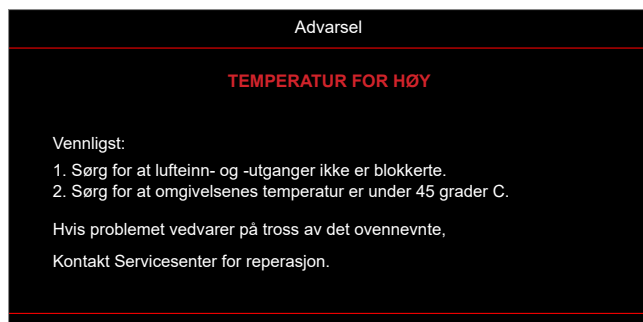 Advarsel
TEMPERATUR FOR HØY
Vennligst:
1. Sørg for at lufteinn- og -utganger ikke er blokkerte.
2. Sørg for at omgivelsenes temperatur er under 45 grader C.
Hvis problemet vedvarer på tross av det ovennevnte,
Kontakt Servicesenter for reperasjon.